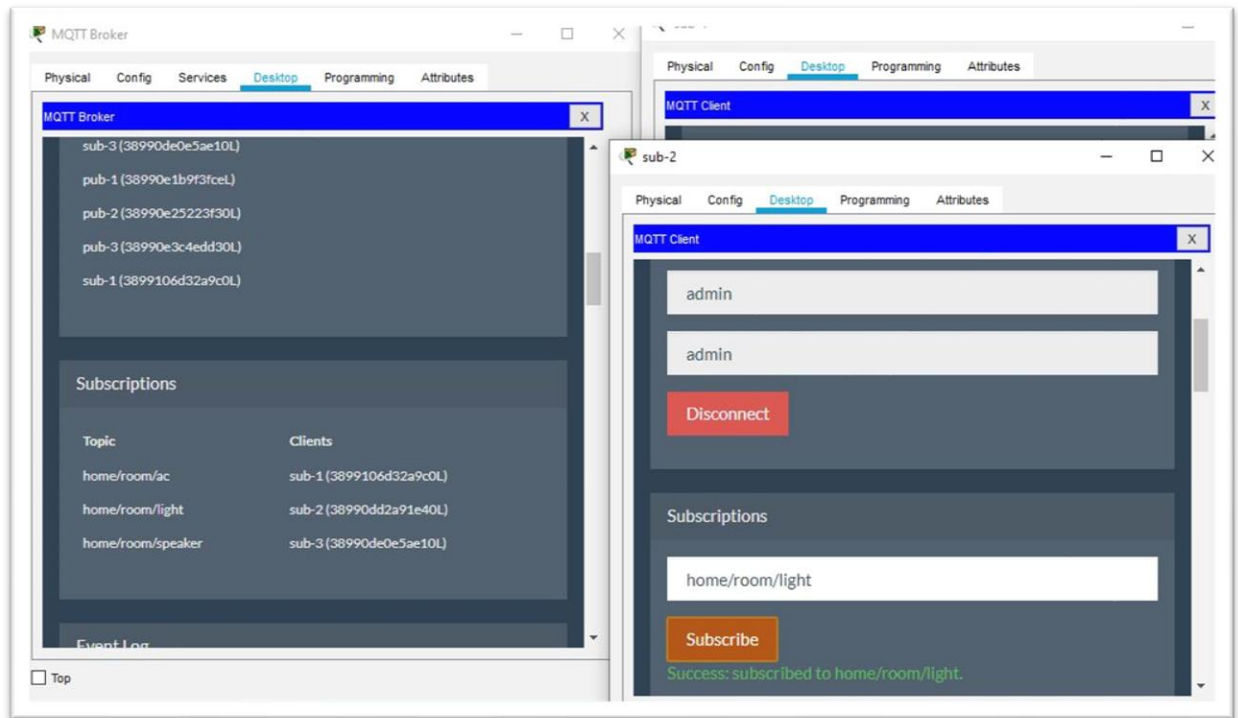 MQTT Broker
Physical Config Services Desktop Programming Attributes
MQTT Broker X
sub-3 (38990de0e5ae10L)
pub-1 (38990e1b9f3fceL)
pub-2 (38990e25223f30L)
pub-3 (38990e3c4edd30L)
sub-1 (3899106d32a9c0L)
Subscriptions
Topic Clients
home/room/ac sub-1 (3899106d32a9c0L)
home/room/light sub-2 (38990dd2a91e40L)
home/room/speaker sub-3 (38990de0e5ae10L)
Event Log
Top
Physical Config Desktop Programming Attributes
MQTT Client X
sub-2
Physical Config Desktop Programming Attributes
MQTT Client X
admin
admin
Disconnect
Subscriptions
home/room/light
Subscribe
Success: subscribed to home/room/light.